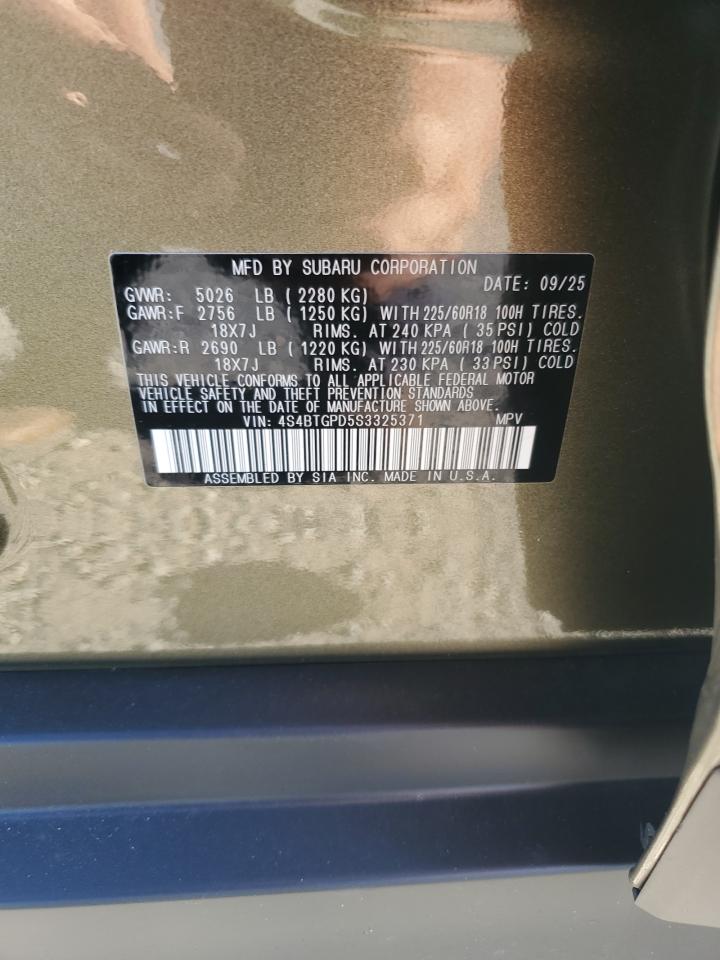 MFD BY SUBARU CORPORATION
DATE: 09/25
GVWR: 5026 LB ( 2280 KG)
GAWR:F 2756 LB ( 1250 KG) WITH 225/60R18 100H TIRES.
18X7J RIMS. AT 240 KPA ( 35 PSI) COLD
GAWR:R 2690 LB ( 1220 KG) WITH 225/60R18 100H TIRES.
18X7J RIMS. AT 230 KPA ( 33 PSI) COLD
THIS VEHICLE CONFORMS TO ALL APPLICABLE FEDERAL MOTOR
VEHICLE SAFETY AND THEFT PREVENTION STANDARDS
IN EFFECT ON THE DATE OF MANUFACTURE SHOWN ABOVE.
VIN: 4S4BTGPD5S3325371 MPV
ASSEMBLED BY SIA INC. MADE IN U.S.A.